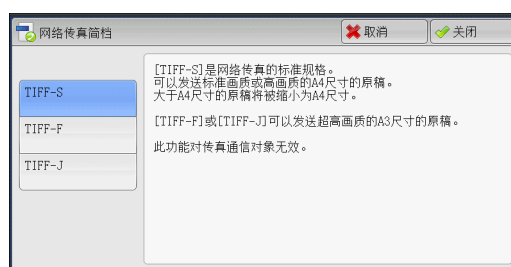 网络传真简档
取消
关闭
TIFF-S
TIFF-F
TIFF-J
[TIFF-S]是网络传真的标准规格。
可以发送标准画质或高画质的A4尺寸的原稿。
大于A4尺寸的原稿将被缩小为A4尺寸。
[TIFF-F]或[TIFF-J]可以发送超高画质的A3尺寸的原稿。
此功能对传真通信对象无效。